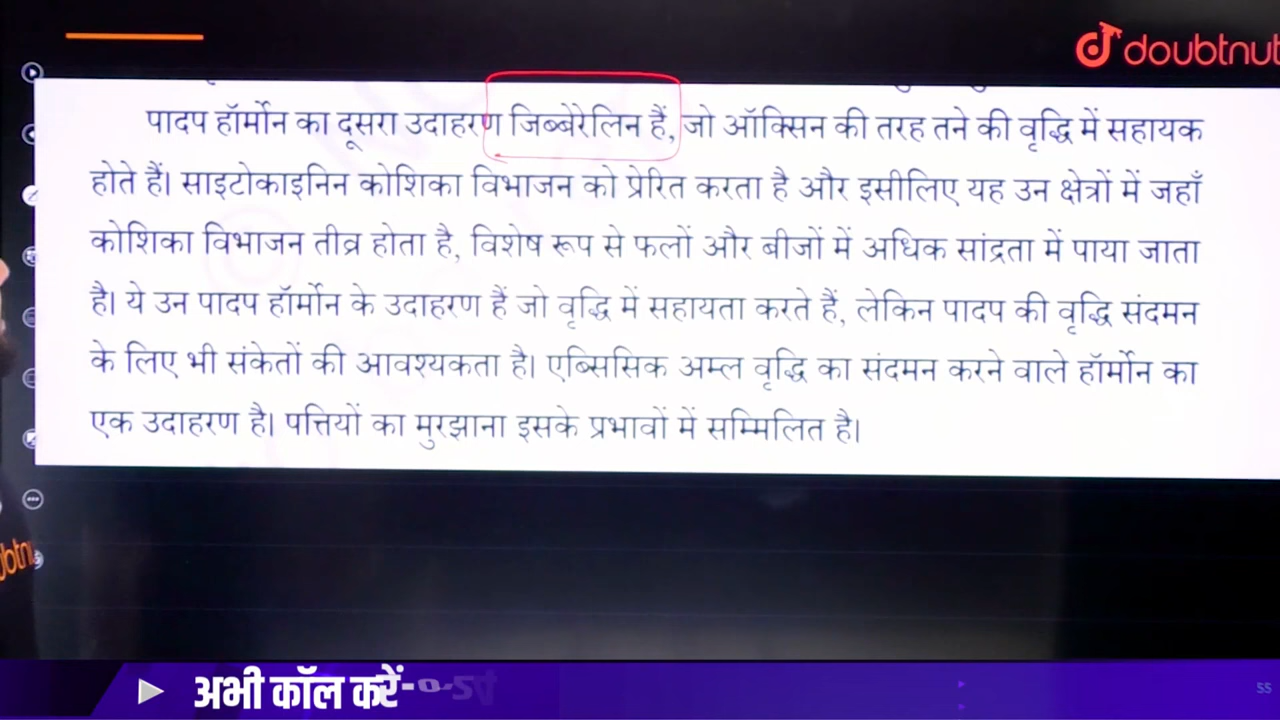 doubtnut
पादप हॉर्मोन का दूसरा उदाहरण जिब्बेरेलिन हैं, जो ऑक्सिन की तरह तने की वृद्धि में सहायक
होते हैं। साइटोकाइनिन कोशिका विभाजन को प्रेरित करता है और इसीलिए यह उन क्षेत्रों में जहाँ
कोशिका विभाजन तीव्र होता है, विशेष रूप से फलों और बीजों में अधिक सांद्रता में पाया जाता
है। ये उन पादप हॉर्मोन के उदाहरण हैं जो वृद्धि में सहायता करते हैं, लेकिन पादप की वृद्धि संदमन
के लिए भी संकेतों की आवश्यकता है। एब्सिसिक अम्ल वृद्धि का संदमन करने वाले हॉर्मोन का
एक उदाहरण है। पत्तियों का मुरझाना इसके प्रभावों में सम्मिलित है।
अभी कॉल करें-
55